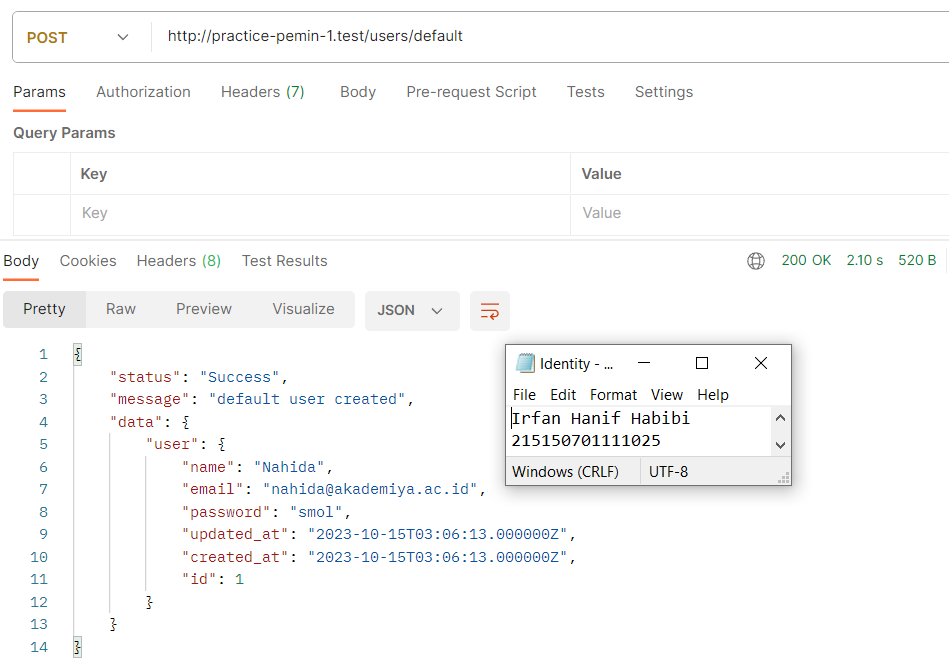 POST http://practice-pemin-1.test/users/default
Params Authorization Headers (7) Body Pre-request Script Tests Settings
Query Params
Key Value
Key Value
Body Cookies Headers (8) Test Results 200 OK 2.10 s 520 B
Pretty Raw Preview Visualize JSON
1 {
2 "status": "Success",
3 "message": "default user created",
4 "data": {
5 "user": {
6 "name": "Nahida",
7 "email": "nahida@akademiya.ac.id",
8 "password": "smol",
9 "updated_at": "2023-10-15T03:06:13.000000Z",
10 "created_at": "2023-10-15T03:06:13.000000Z",
11 "id": 1
12 }
13 }
14 }
Identity - ...
File Edit Format View Help
Irfan Hanif Habibi
215150701111025
Windows (CRLF) UTF-8